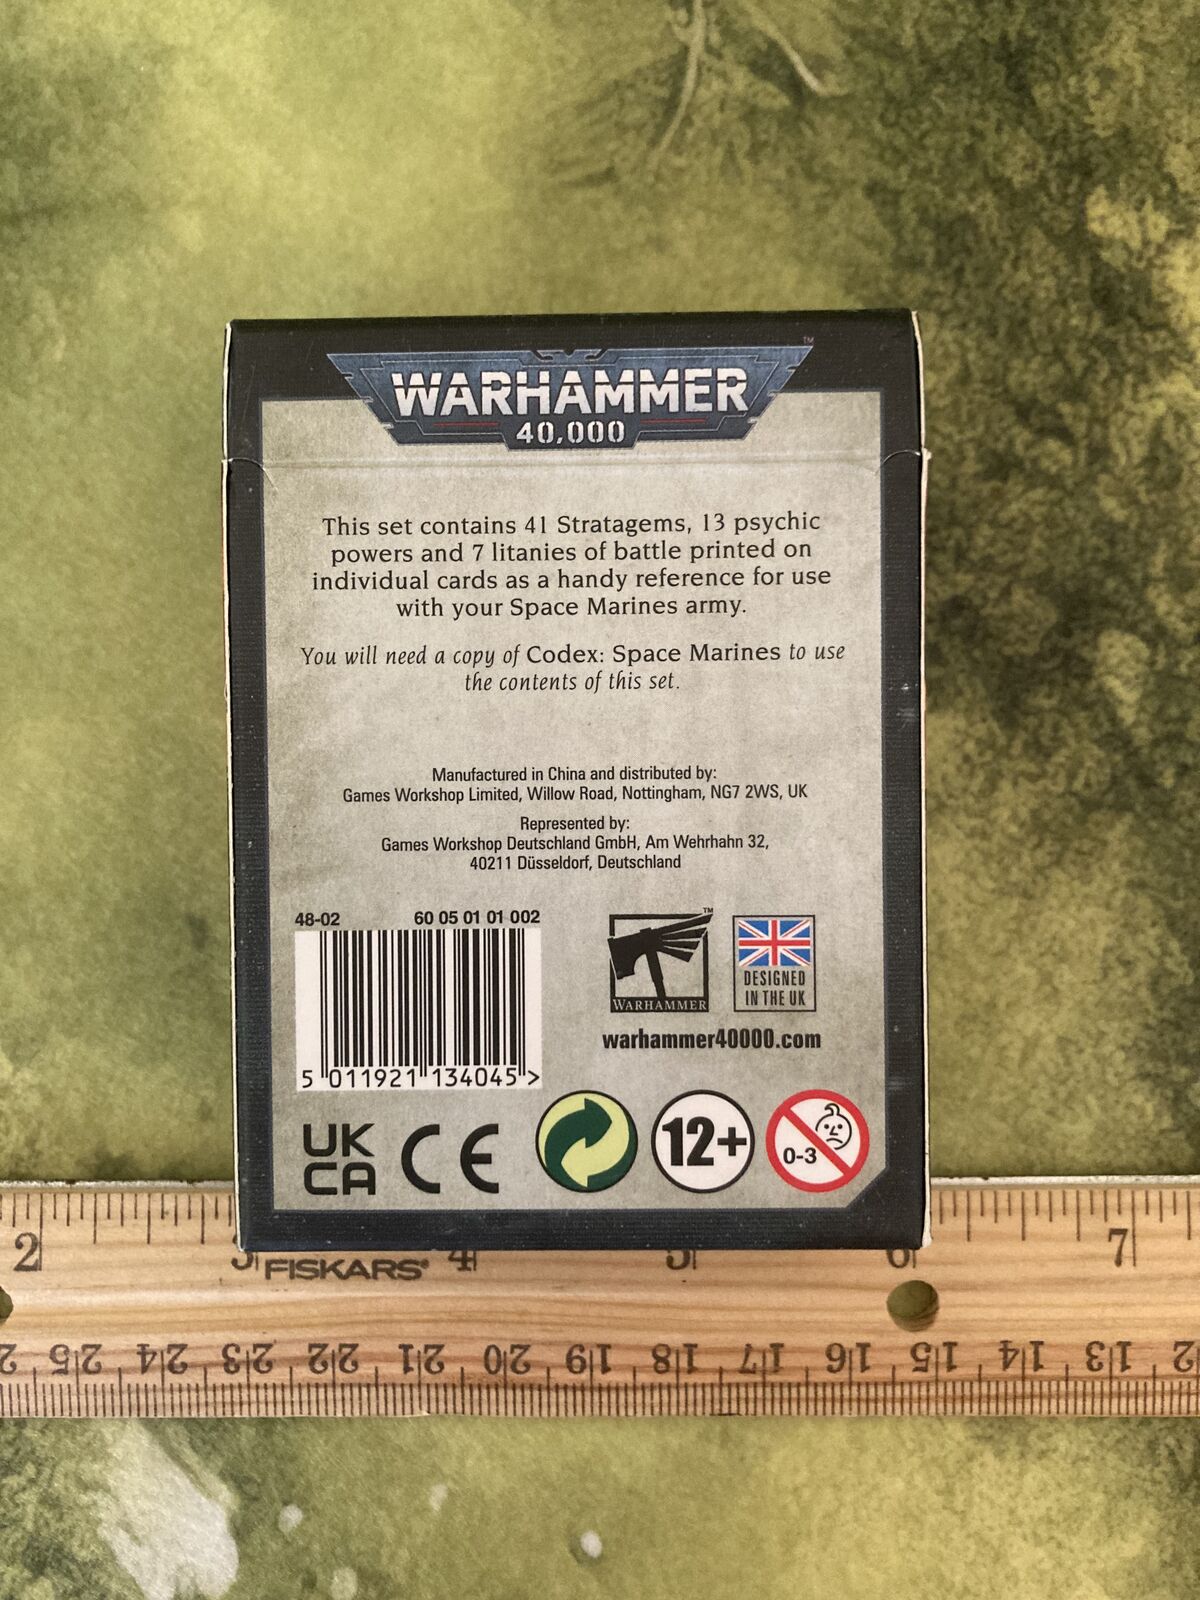 WARHAMMER
40,000
™
This set contains 41 Stratagems, 13 psychic
powers and 7 litanies of battle printed on
individual cards as a handy reference for use
with your Space Marines army.
You will need a copy of Codex: Space Marines to use
the contents of this set.
Manufactured in China and distributed by:
Games Workshop Limited, Willow Road, Nottingham, NG7 2WS, UK
Represented by:
Games Workshop Deutschland GmbH, Am Wehrhahn 32,
40211 Düsseldorf, Deutschland
48-02 60 05 01 01 002
5 011921 134045 >
™
WARHAMMER
DESIGNED
IN THE UK
warhammer40000.com
UK
CA
CE
12+
0-3
2 3 4 5 6 7
FISKARS
25 24 23 22 21 20 19 18 17 16 15 14 13